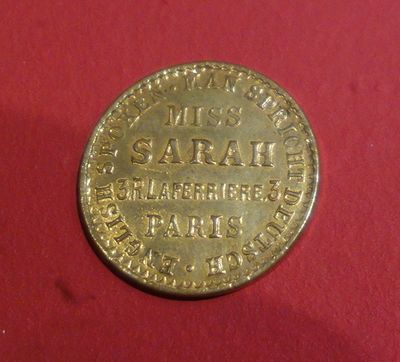 ENGLISH SPOKEN - MAN SPRICHT DEUTSCH ·
MISS
SARAH
3 R. LAFERRIERE. 3
PARIS